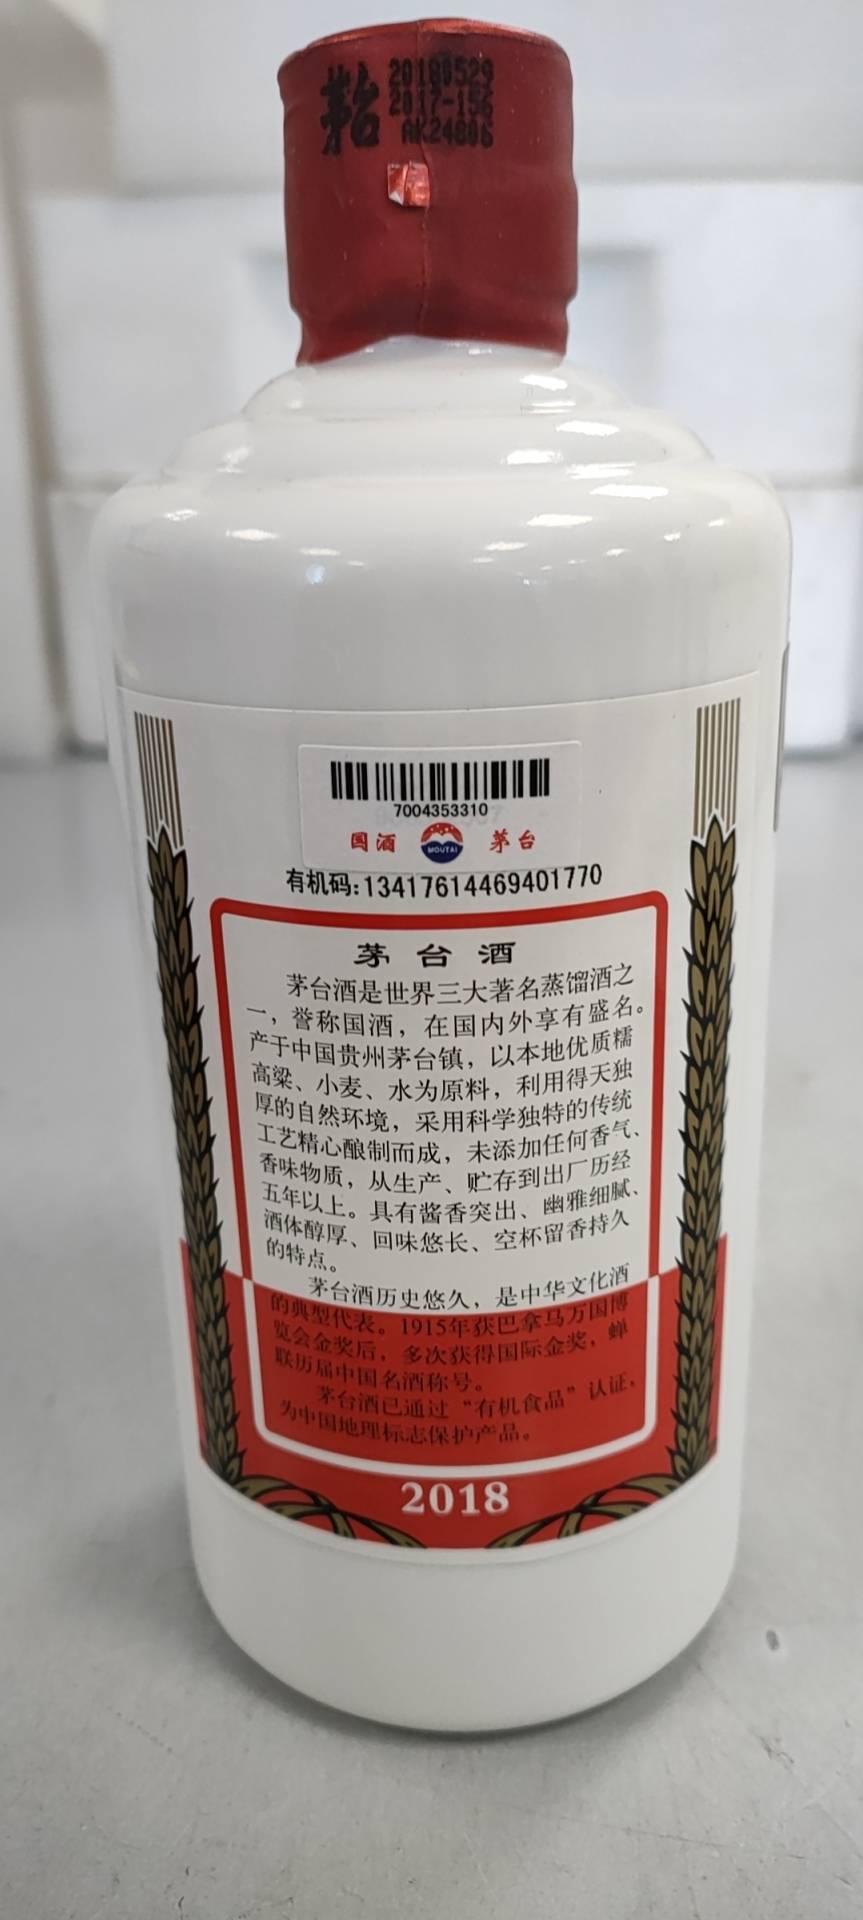 茅台
20180529
2017-156
AK24806
7004353310
国酒 MOUTAI 茅台
有机码:13417614469401770
茅台酒
茅台酒是世界三大著名蒸馏酒之
一，誉称国酒，在国内外享有盛名。
产于中国贵州茅台镇，以本地优质糯
高粱、小麦、水为原料，利用得天独
厚的自然环境，采用科学独特的传统
工艺精心酿制而成，未添加任何香气、
香味物质，从生产、贮存到出厂历经
五年以上。具有酱香突出、幽雅细腻、
酒体醇厚、回味悠长、空杯留香持久
的特点。
茅台酒历史悠久，是中华文化酒
的典型代表。1915年获巴拿马万国博
览会金奖后，多次获得国际金奖，蝉
联历届中国名酒称号。
茅台酒已通过“有机食品”认证，
为中国地理标志保护产品。
2018